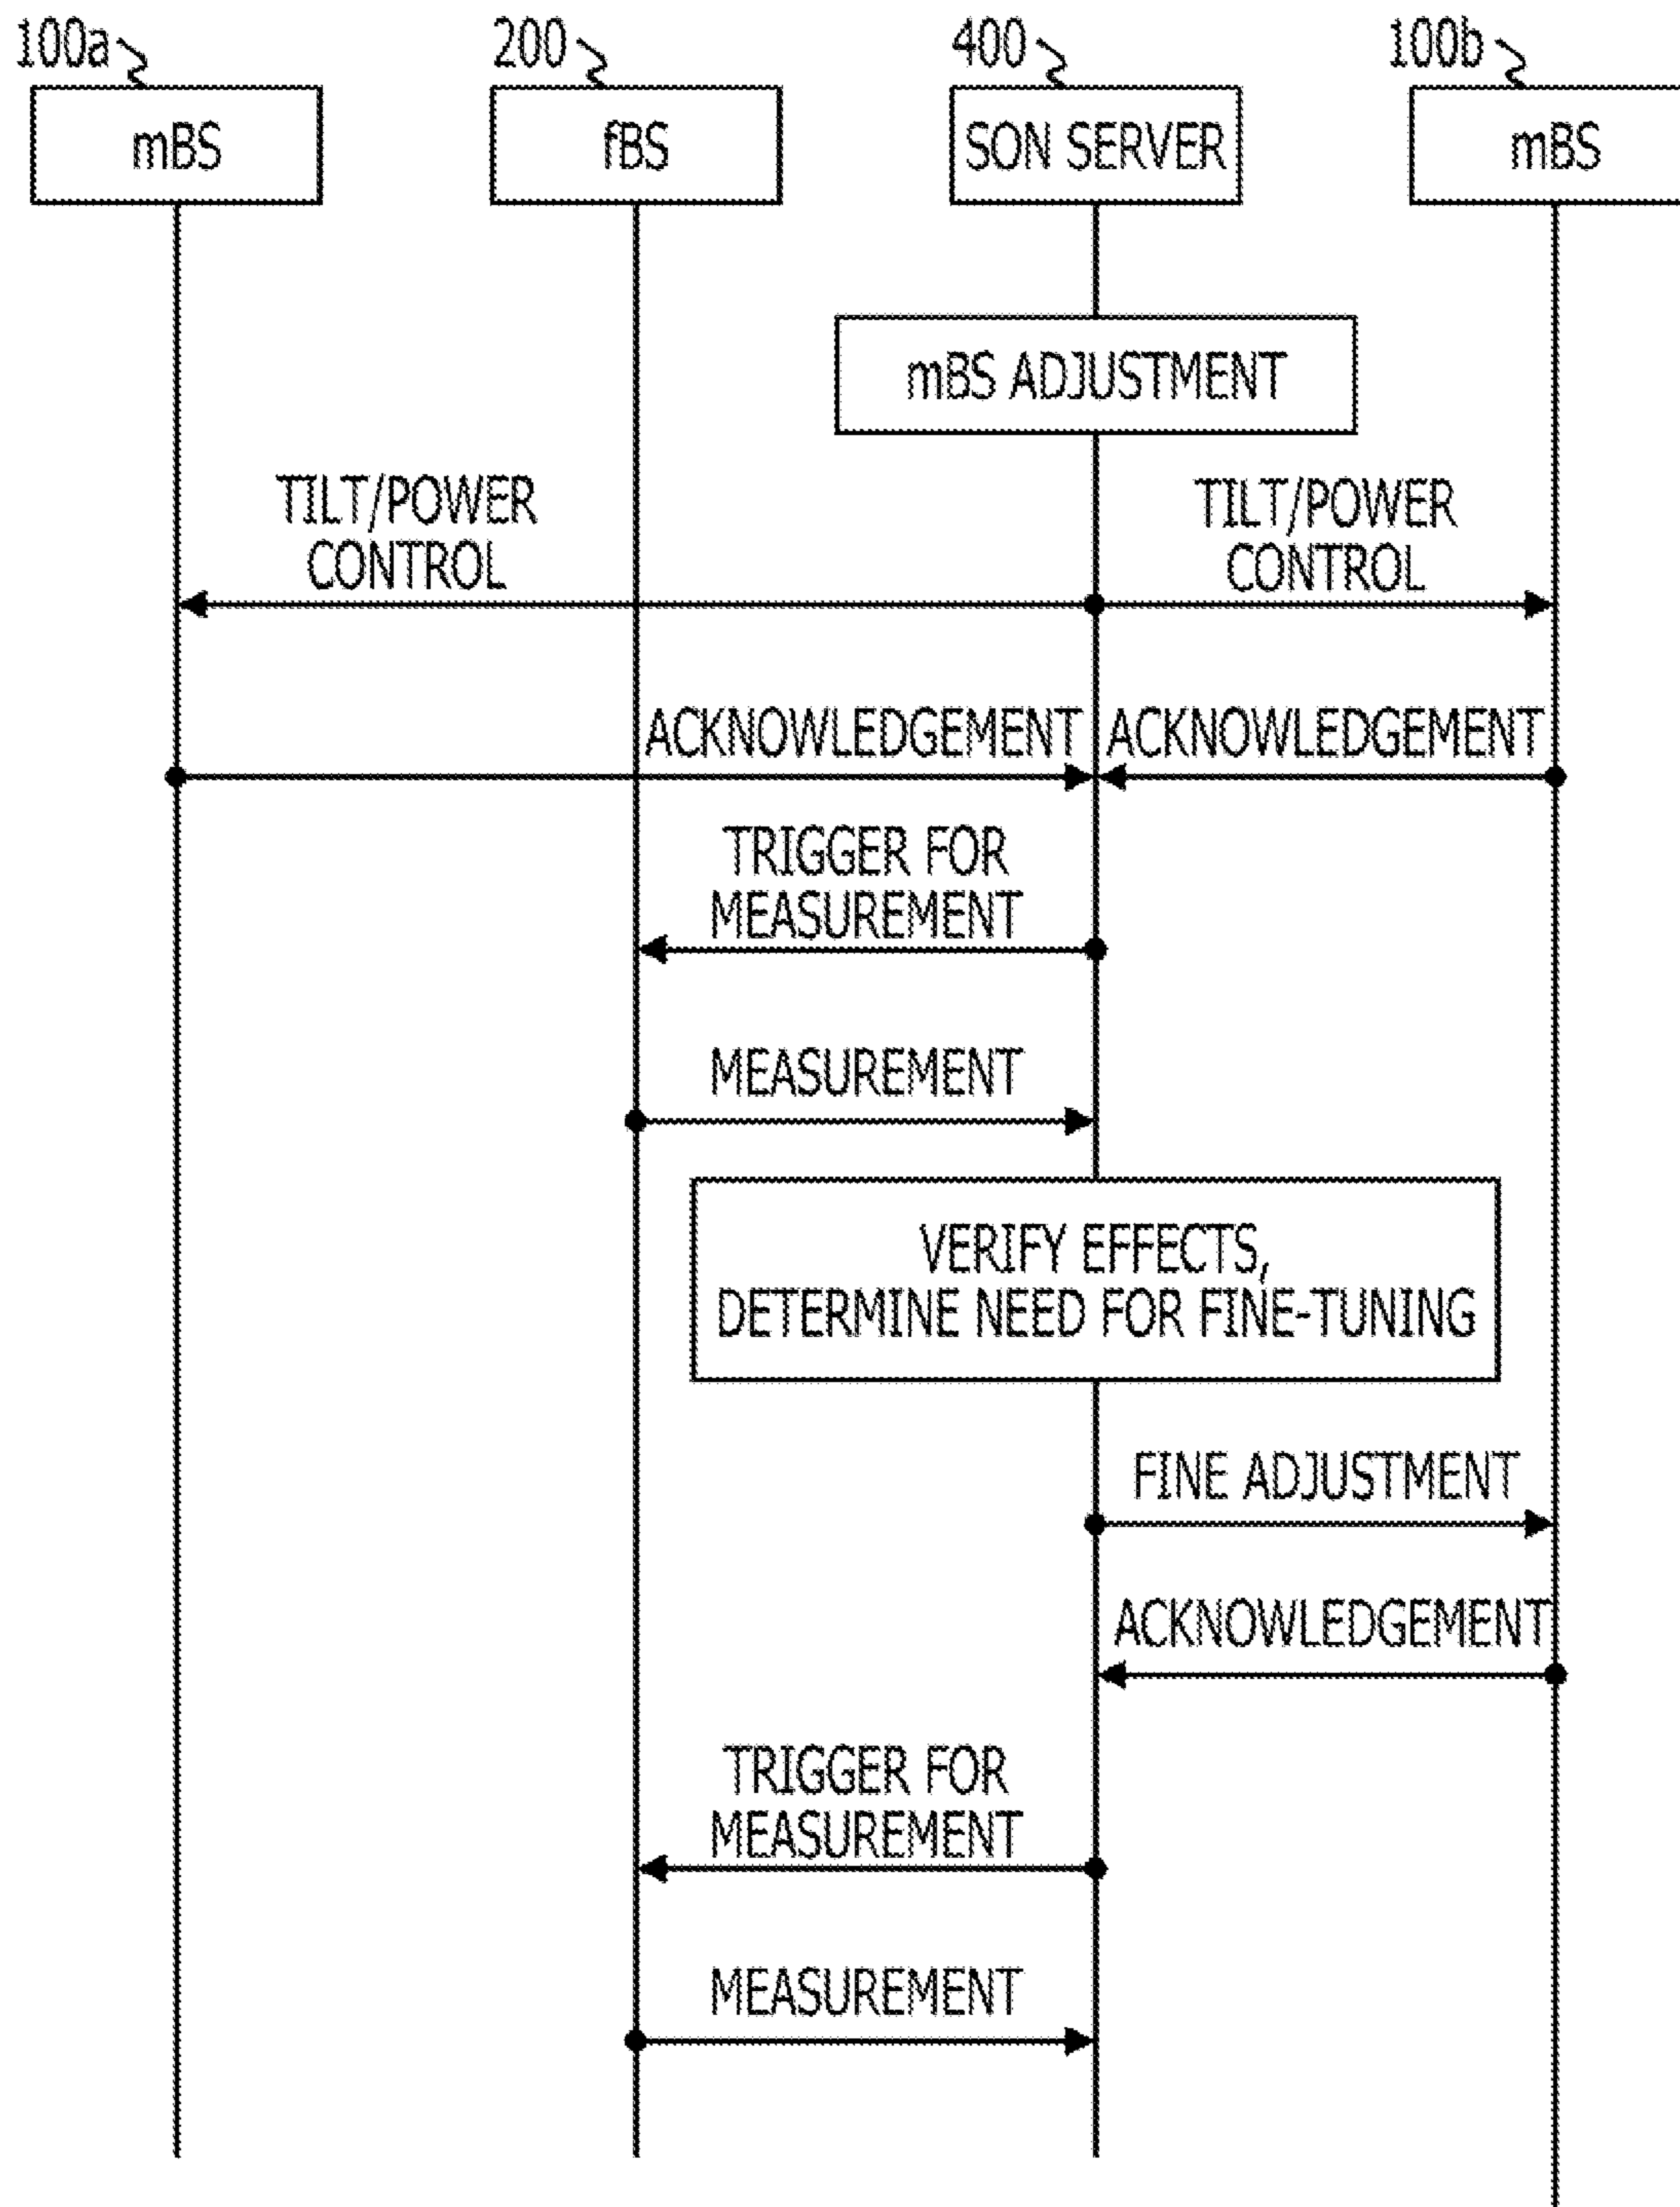 100a
200
400
100b
mBS
fBS
SON SERVER
mBS
mBS ADJUSTMENT
TILT/POWER
CONTROL
TILT/POWER
CONTROL
ACKNOWLEDGEMENT
ACKNOWLEDGEMENT
TRIGGER FOR
MEASUREMENT
MEASUREMENT
VERIFY EFFECTS,
DETERMINE NEED FOR FINE-TUNING
FINE ADJUSTMENT
ACKNOWLEDGEMENT
TRIGGER FOR
MEASUREMENT
MEASUREMENT